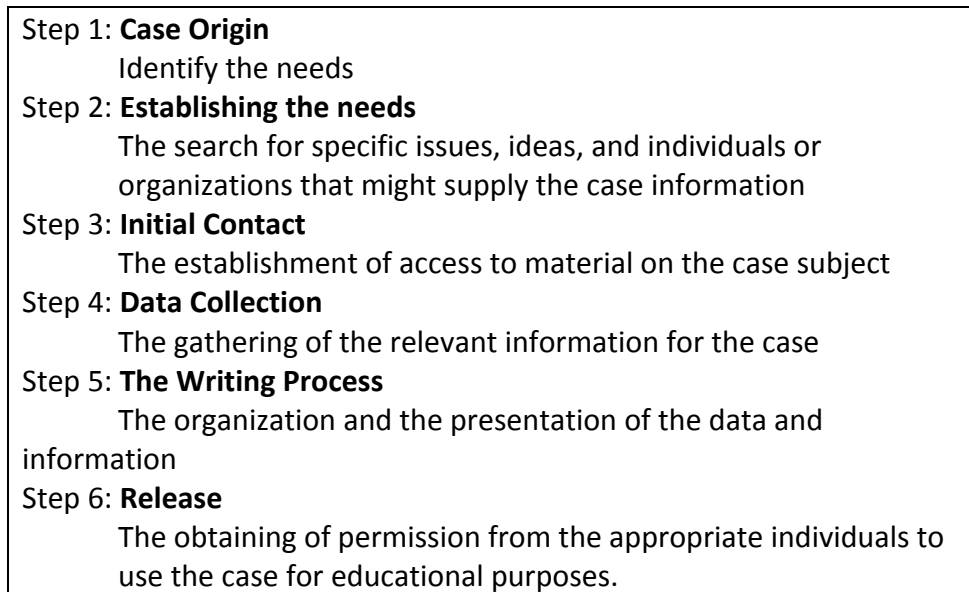 Step 1: Case Origin
Identify the needs
Step 2: Establishing the needs
The search for specific issues, ideas, and individuals or
organizations that might supply the case information
Step 3: Initial Contact
The establishment of access to material on the case subject
Step 4: Data Collection
The gathering of the relevant information for the case
Step 5: The Writing Process
The organization and the presentation of the data and
information
Step 6: Release
The obtaining of permission from the appropriate individuals to
use the case for educational purposes.